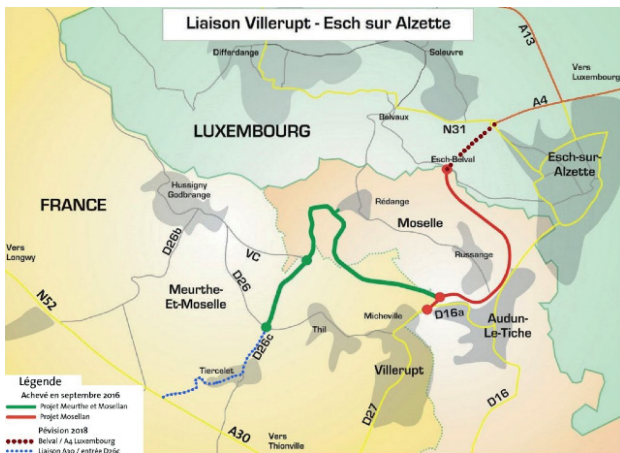 Liaison Villerupt - Esch sur Alzette
Differdange
Soleuvre
A13
Vers
Luxembourg
A4
LUXEMBOURG
Belvaux
N31
Esch-Belval
Esch-sur-
Alzette
Hussigny
Godbrange
FRANCE
Rédange
Moselle
D26b
Vers
Longwy
VC
Russange
D26
Meurthe-
Et-Moselle
N52
D16a
Micheville
Audun-
Le-Tiche
Thil
D26c
Tiercelet
Villerupt
D16
D27
A30
Vers
Thionville
Légende
Achevé en septembre 2016
Projet Meurthe et Mosellan
Projet Mosellan
Pévision 2018
Belval / A4 Luxembourg
Liaison A30 / entrée D26c